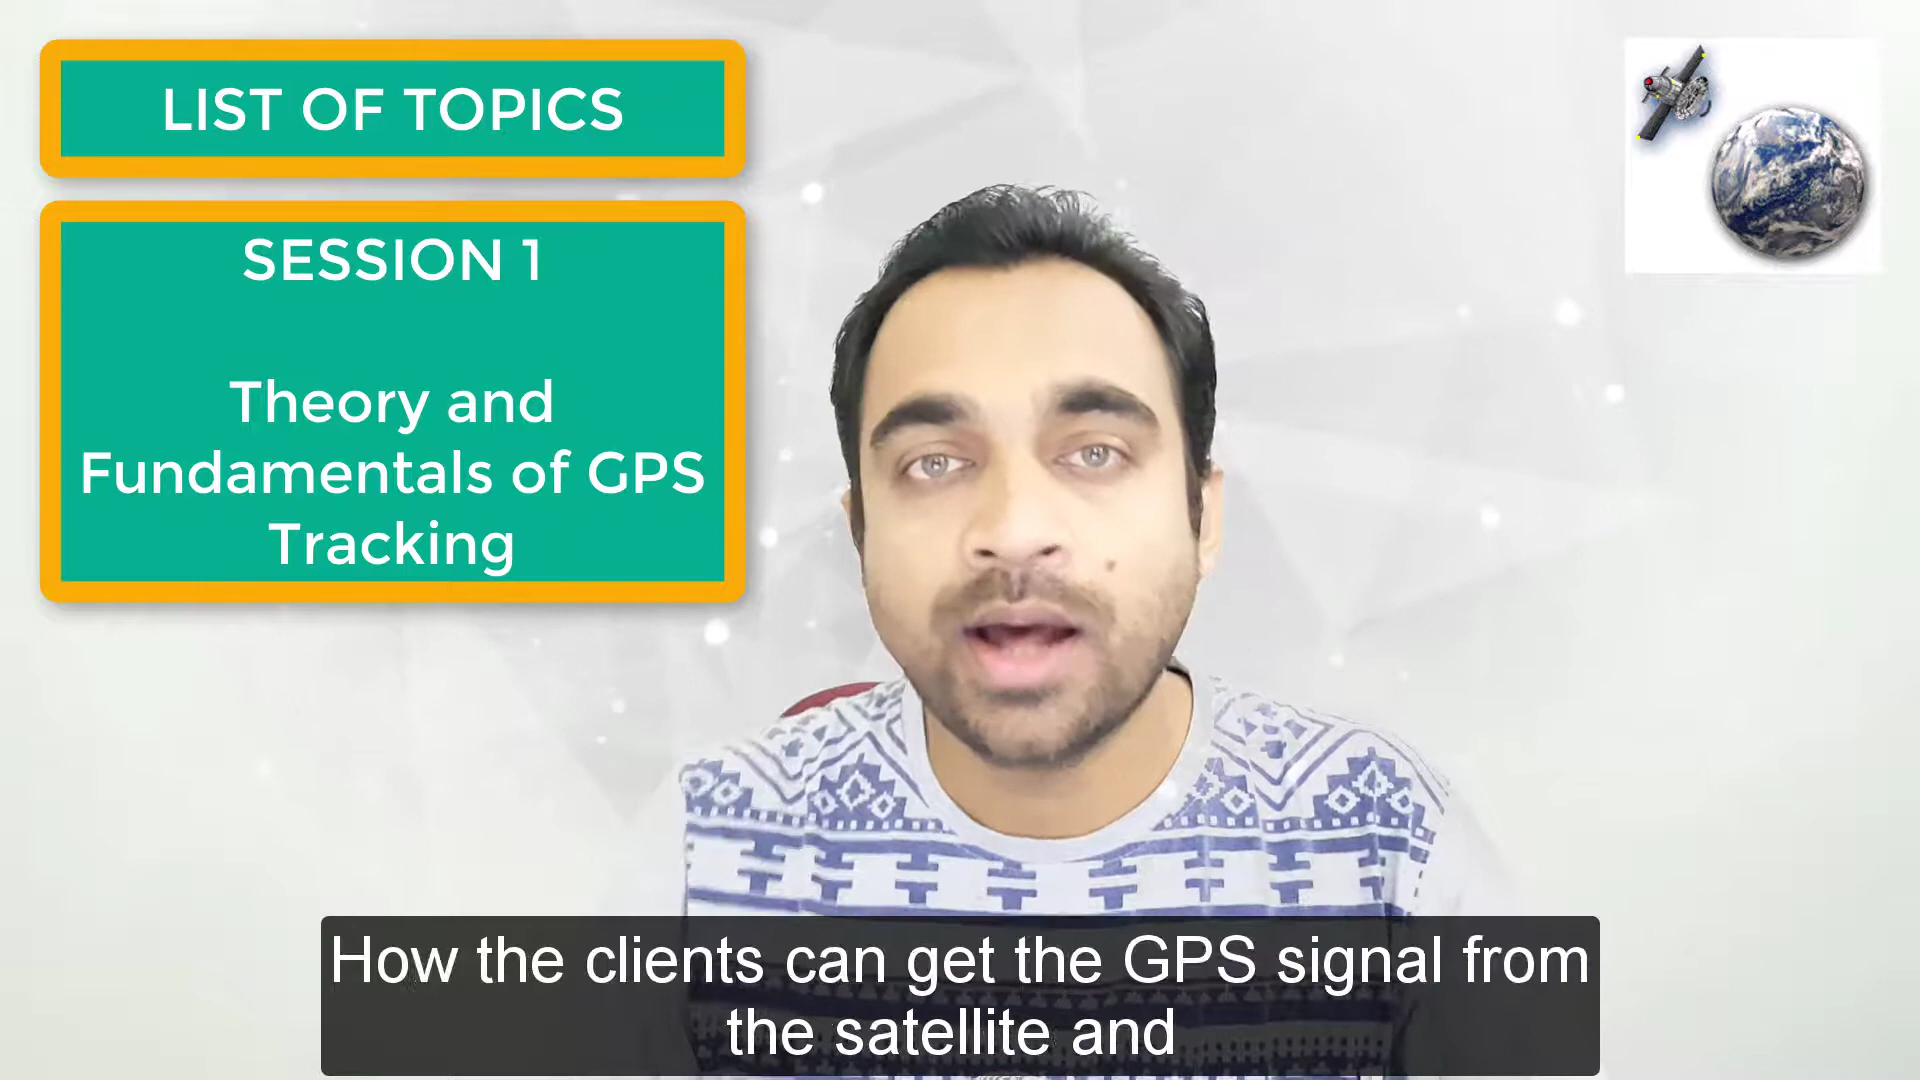 LIST OF TOPICS
SESSION 1
Theory and
Fundamentals of GPS
Tracking
How the clients can get the GPS signal from
the satellite and